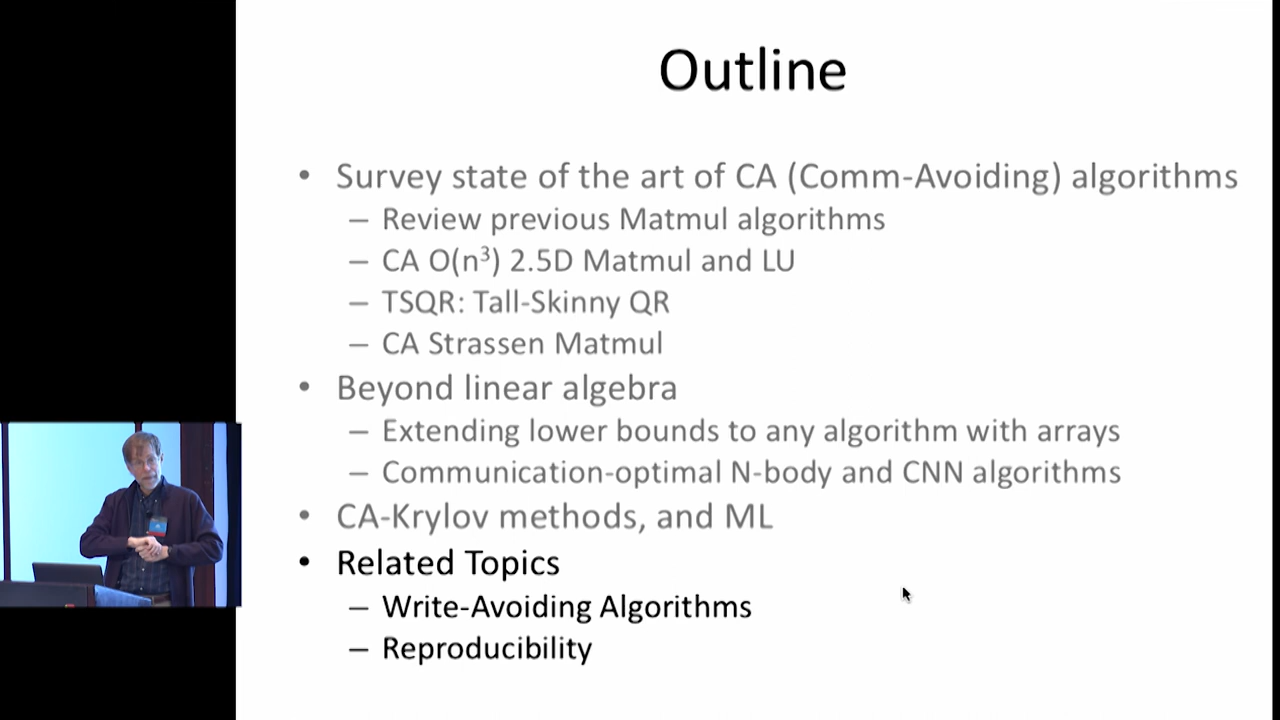 Outline
• Survey state of the art of CA (Comm-Avoiding) algorithms
– Review previous Matmul algorithms
– CA O(n³) 2.5D Matmul and LU
– TSQR: Tall-Skinny QR
– CA Strassen Matmul
• Beyond linear algebra
– Extending lower bounds to any algorithm with arrays
– Communication-optimal N-body and CNN algorithms
• CA-Krylov methods, and ML
• Related Topics
– Write-Avoiding Algorithms
– Reproducibility